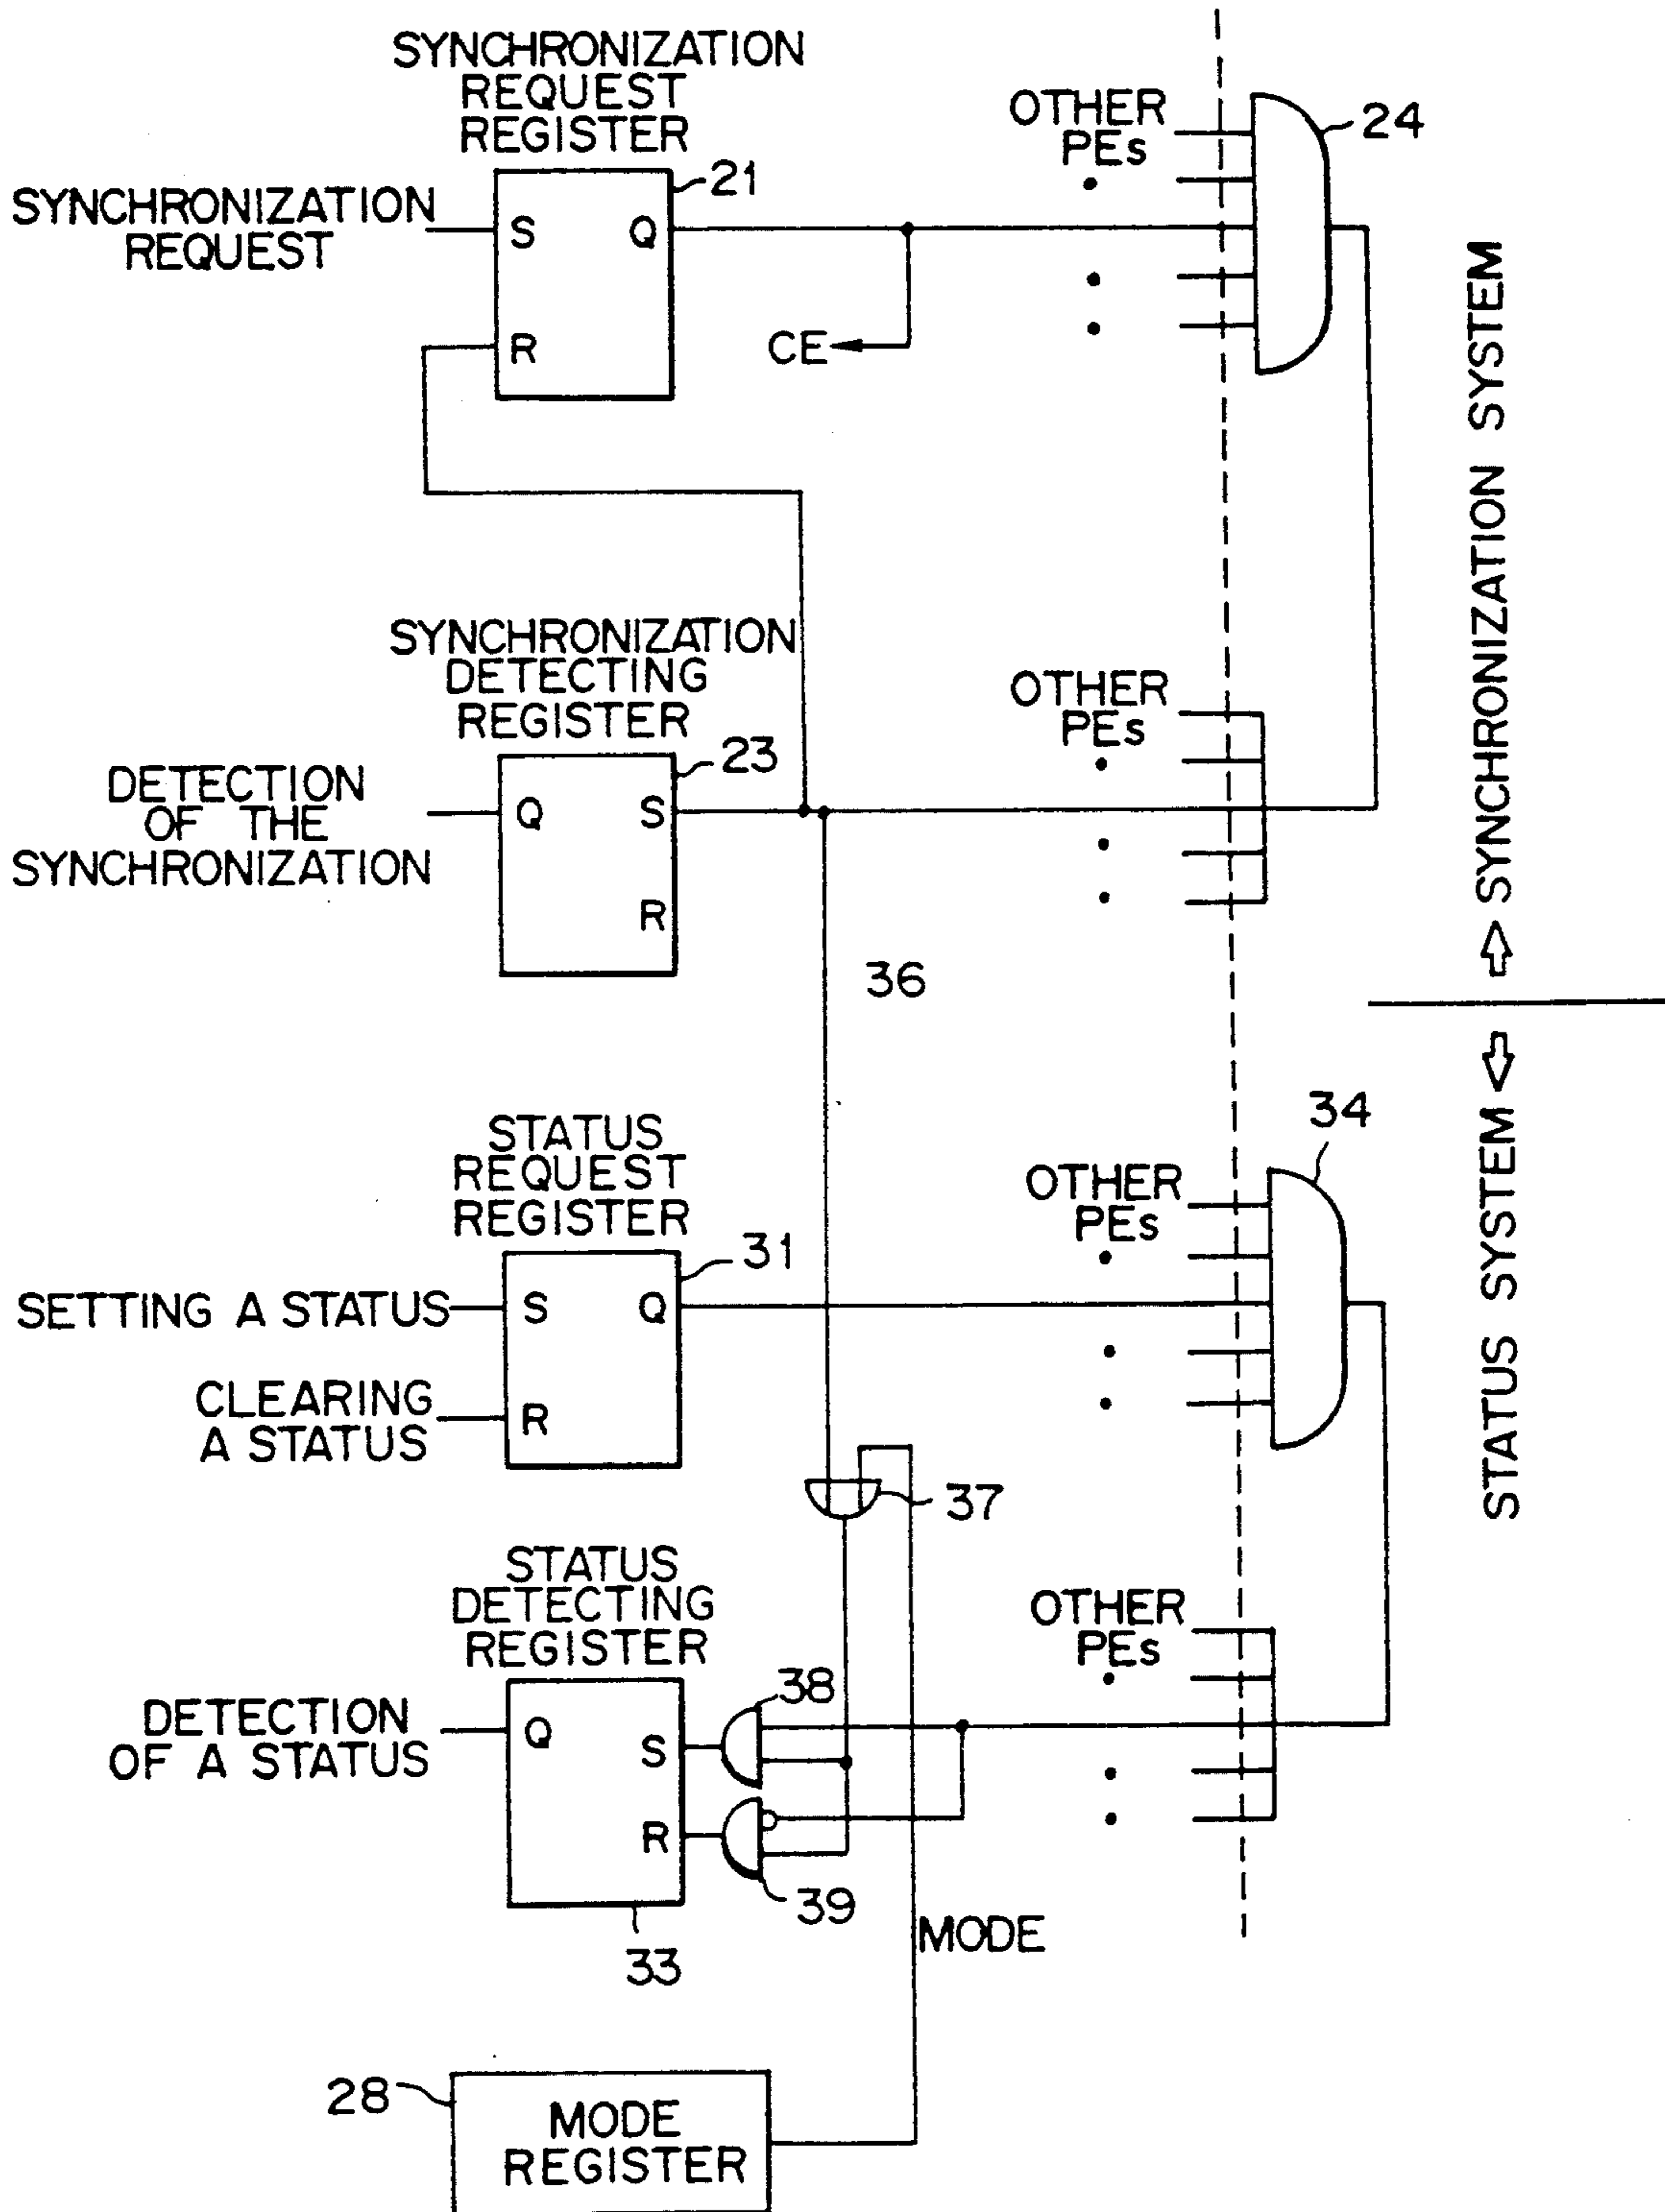 SYNCHRONIZATION
REQUEST
REGISTER
21
SYNCHRONIZATION
REQUEST
S
Q
R
CE
OTHER
PEs
24
SYNCHRONIZATION SYSTEM
SYNCHRONIZATION
DETECTING
REGISTER
23
DETECTION
OF THE
SYNCHRONIZATION
Q
S
R
OTHER
PEs
36
STATUS SYSTEM
STATUS
REQUEST
REGISTER
31
SETTING A STATUS
CLEARING
A STATUS
S
Q
R
OTHER
PEs
34
37
STATUS
DETECTING
REGISTER
DETECTION
OF A STATUS
Q
S
R
38
39
33
OTHER
PEs
MODE
28
MODE
REGISTER